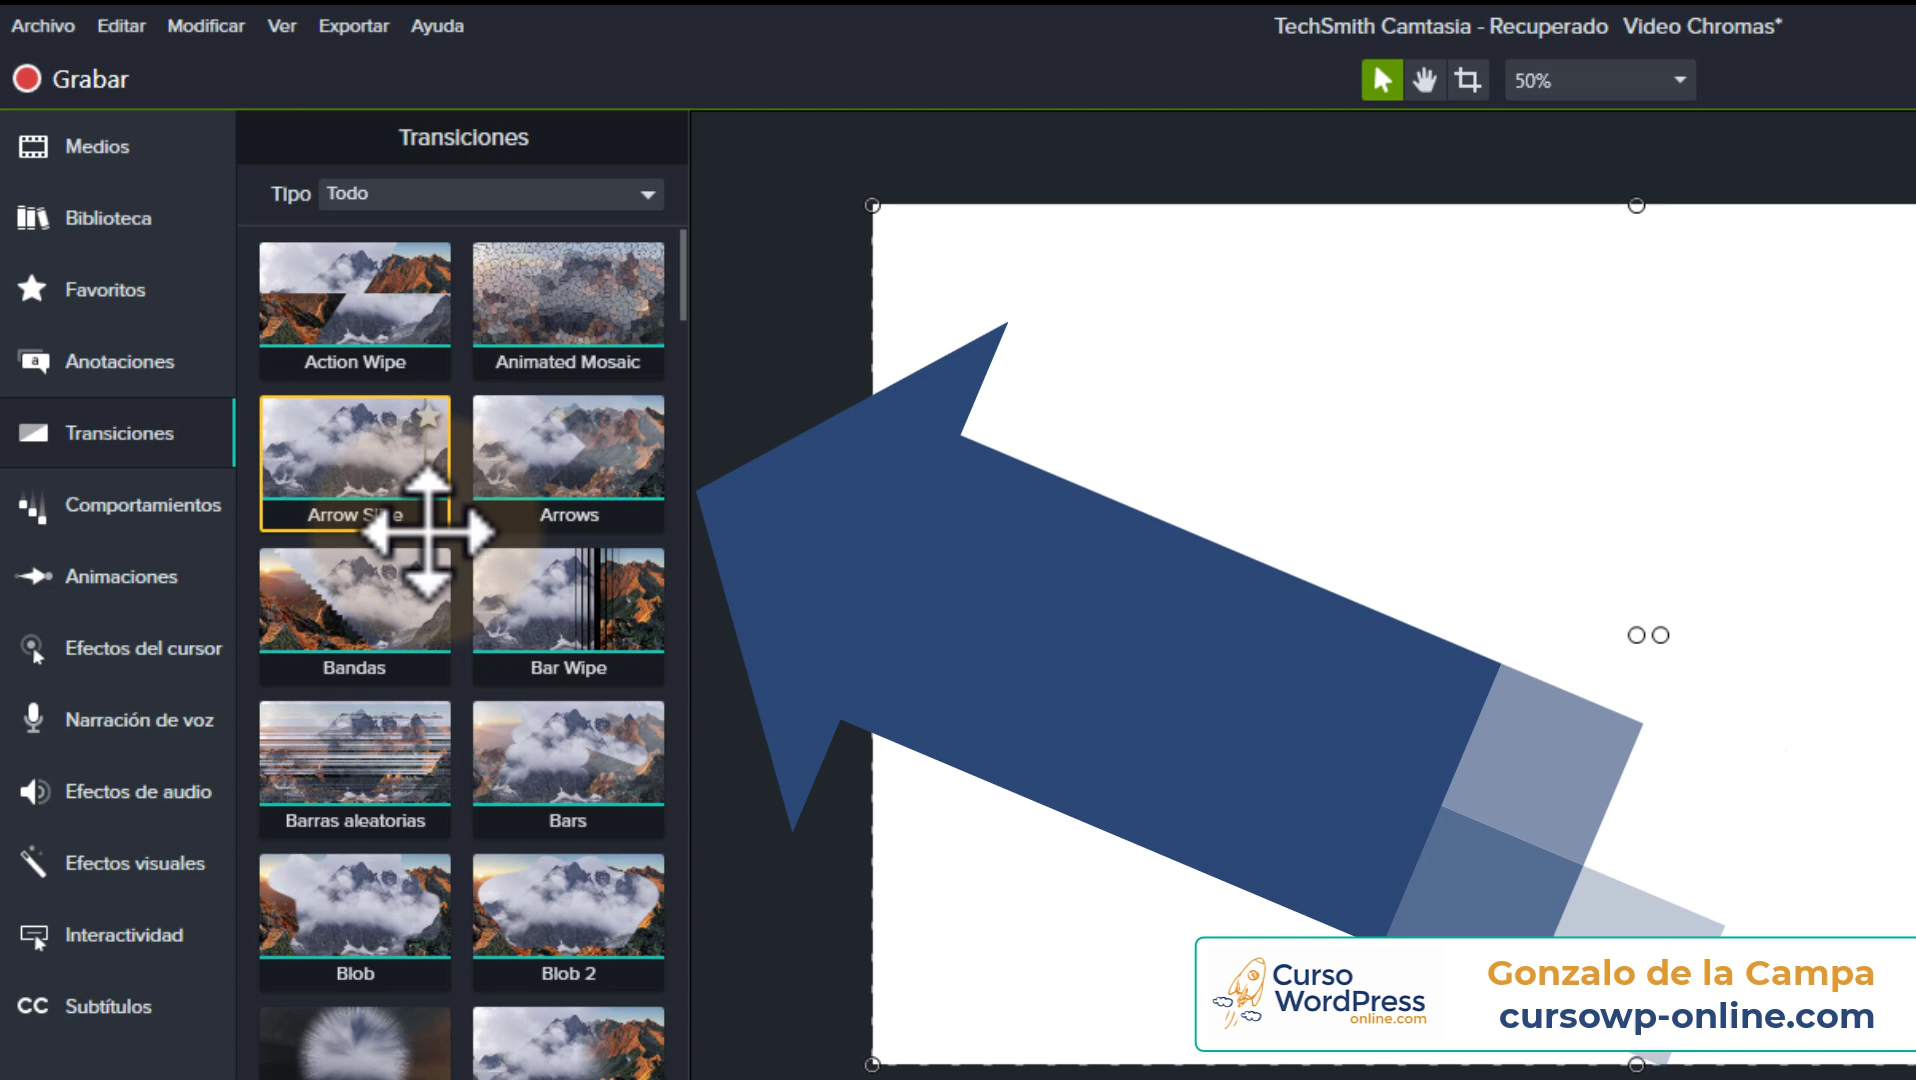 Archivo Editar Modificar Ver Exportar Ayuda
TechSmith Camtasia - Recuperado Video Chromas*
Grabar
50%
Medios
Biblioteca
Favoritos
a
Anotaciones
Transiciones
Comportamientos
Animaciones
Efectos del cursor
Narración de voz
Efectos de audio
Efectos visuales
Interactividad
CC Subtítulos
Transiciones
Tipo Todo
Action Wipe
Animated Mosaic
Arrow
Arrows
Bandas
Bar Wipe
Barras aleatorias
Bars
Blob
Blob 2
Curso
WordPress
online.com
Gonzalo de la Campa
cursowp-online.com